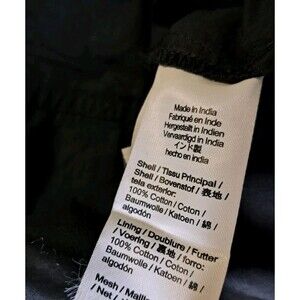 Made in India
Fabriqué en Inde
Hergestellt in Indien
Vervaardigd in India
インド製
hecho en india
Shell / Tissu Principal /
Shell / Bovenstof / 表地 /
tela exterior:
100% Cotton / Coton /
Baumwolle / Katoen / 綿 /
algodón
Lining / Doublure / Futter
/ Voering / 裏地 / forro:
100% Cotton / Coton /
Baumwolle / Katoen / 綿 /
algodón
Mesh / Maille
/ Net /